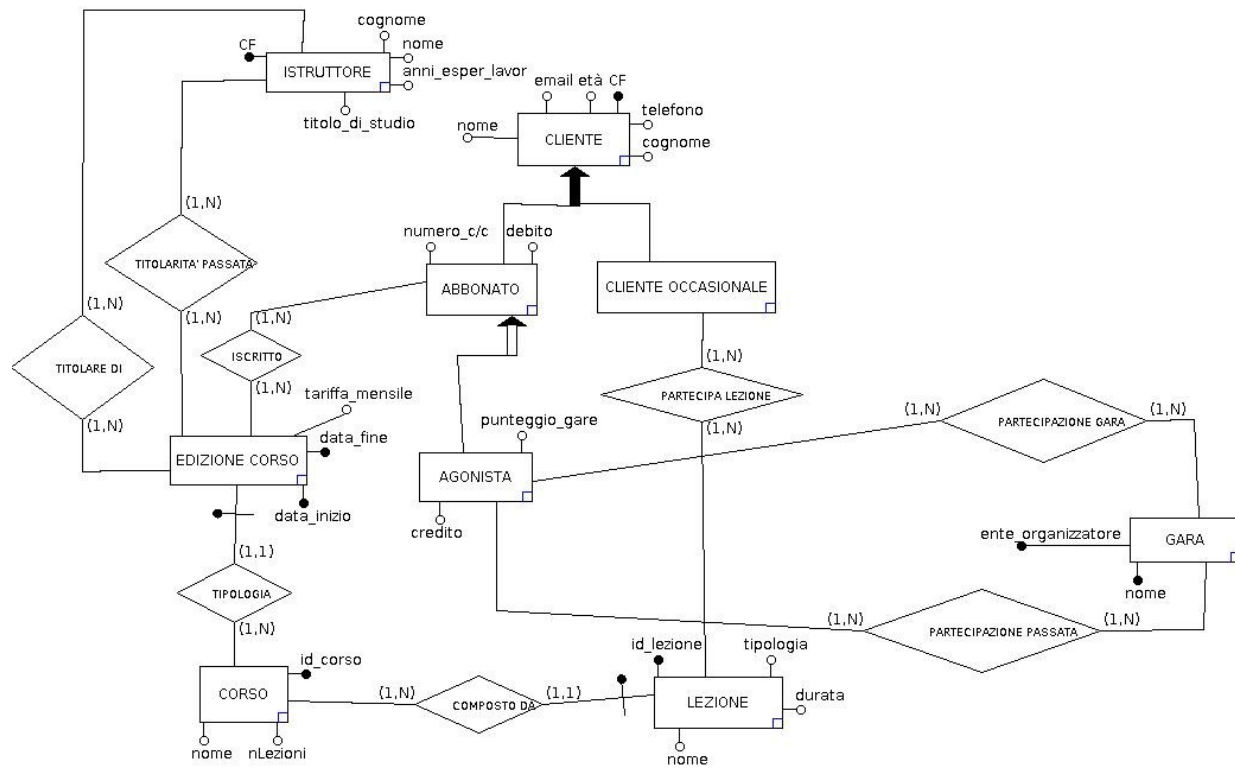 cognome
CF
nome
ISTRUTTORE
anni_esper_lavor
titolo_di_studio
email età CF
telefono
nome
CLIENTE
cognome
(1,N)
TITOLARITA' PASSATA
(1,N)
numero_c/c
debito
ABBONATO
CLIENTE OCCASIONALE
(1,N)
TITOLARE DI
(1,N)
(1,N)
ISCRITTO
(1,N)
(1,N)
PARTECIPA LEZIONE
(1,N)
tariffa_mensile
data_fine
EDIZIONE CORSO
data_inizio
punteggio_gare
AGONISTA
credito
(1,N)
PARTECIPAZIONE GARA
(1,N)
ente_organizzatore
GARA
nome
(1,1)
TIPOLOGIA
(1,N)
(1,N)
PARTECIPAZIONE PASSATA
(1,N)
id_corso
CORSO
nome
nLezioni
(1,N)
COMPOSTO DA
(1,1)
id_lezione
tipologia
LEZIONE
durata
nome